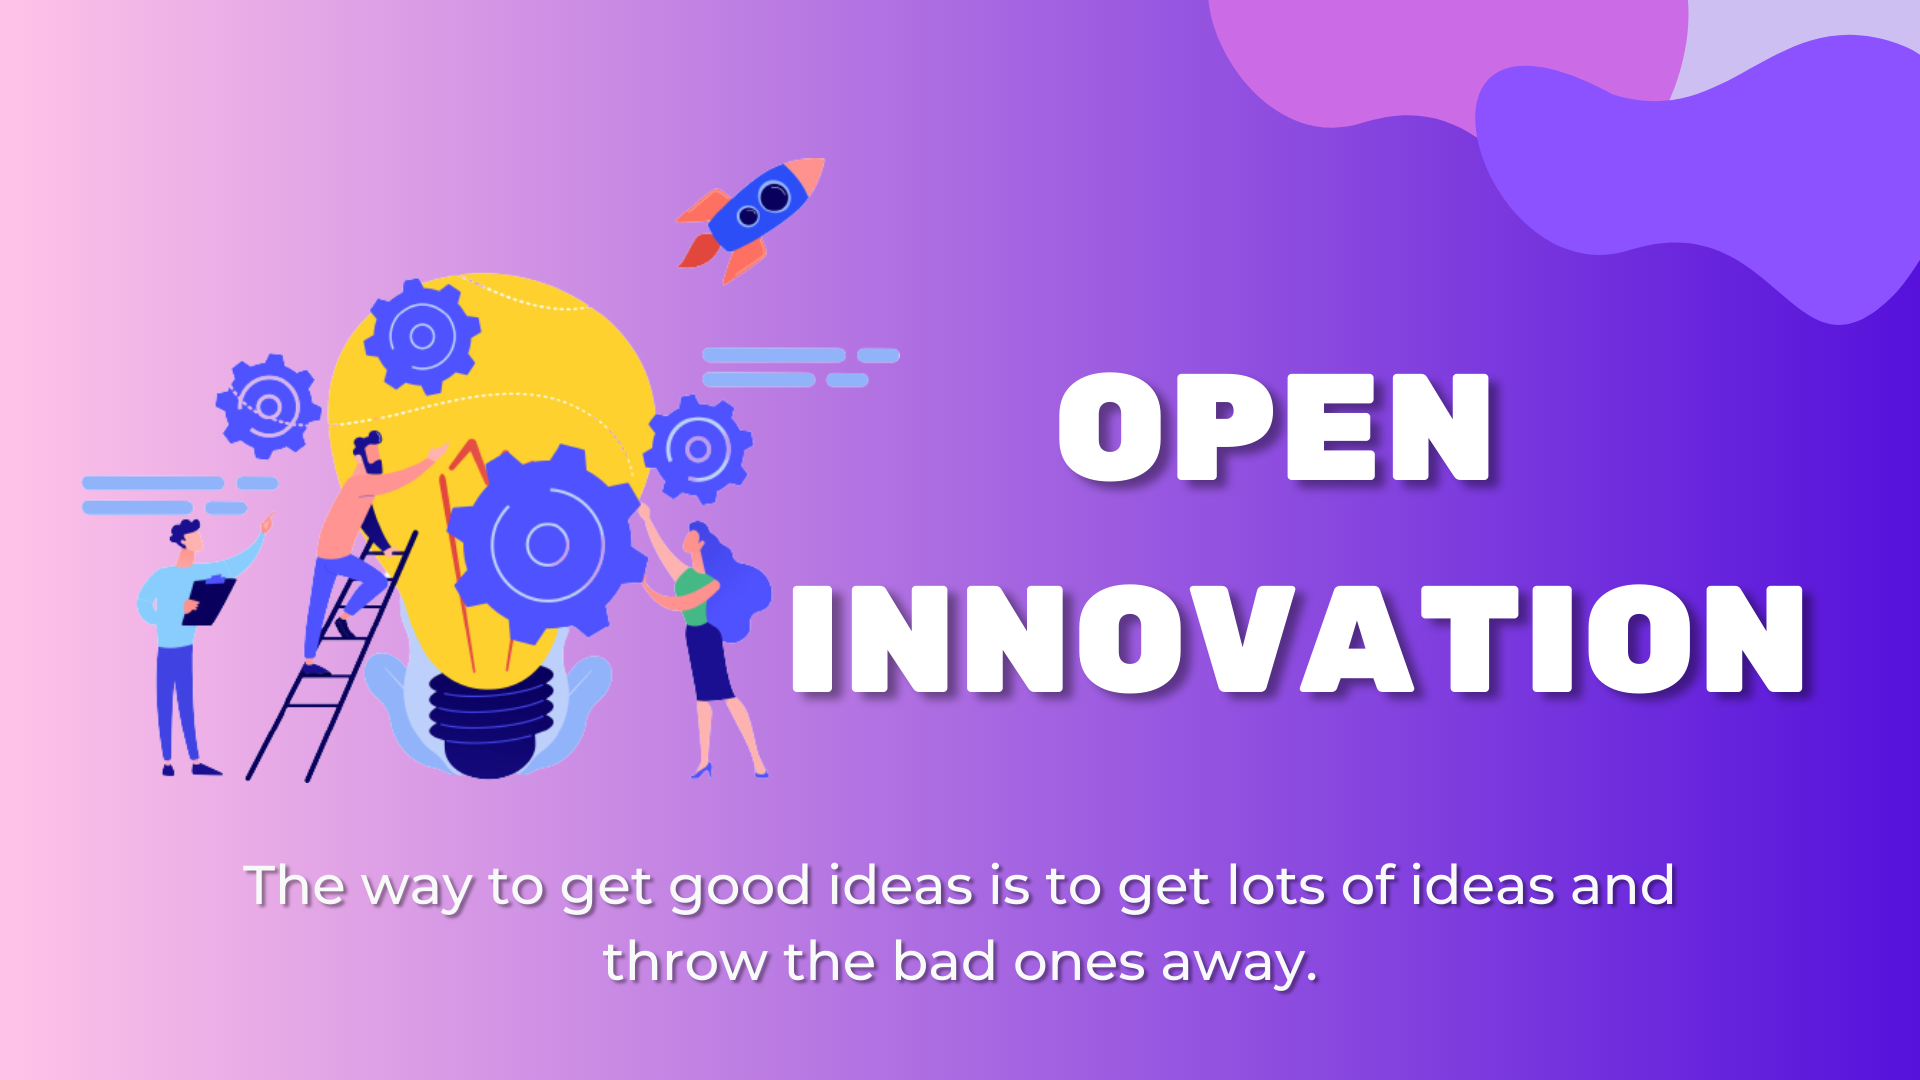 OPEN
INNOVATION
The way to get good ideas is to get lots of ideas and
throw the bad ones away.